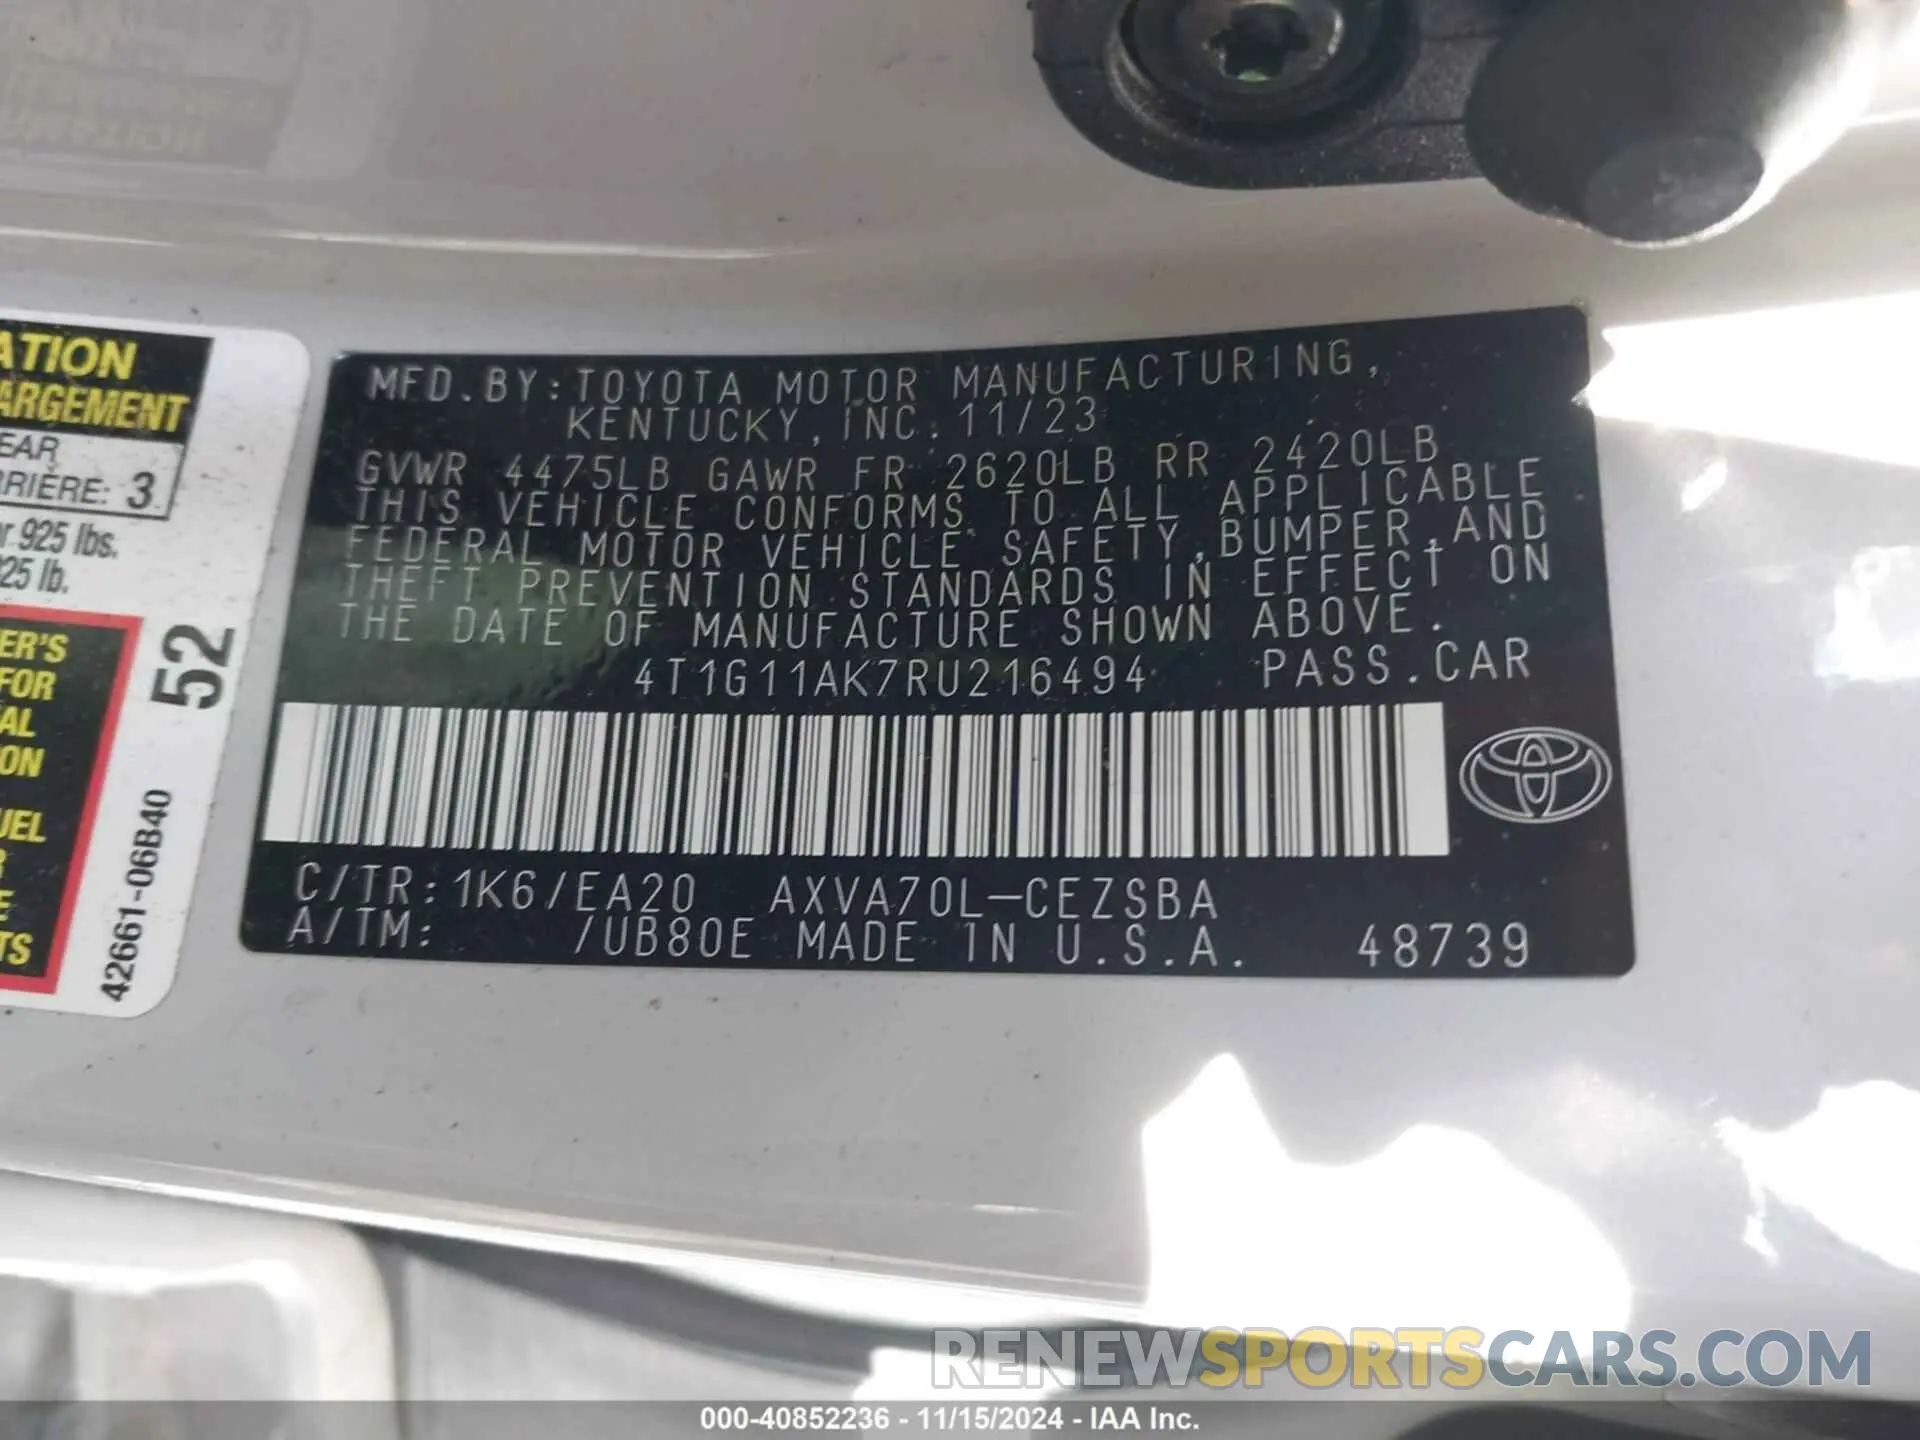 ATION
ARGEMENT
EAR
RRIÈRE: 3
r 925 lbs.
25 lb.
ER'S
FOR
AL
ON
UEL
R
E
TS
52
42661-06B40
MFD.BY:TOYOTA MOTOR MANUFACTURING,
KENTUCKY,INC. 11/23
GVWR 4475LB GAWR FR 2620LB RR 2420LB
THIS VEHICLE CONFORMS TO ALL APPLICABLE
FEDERAL MOTOR VEHICLE SAFETY,BUMPER,AND
THEFT PREVENTION STANDARDS IN EFFECT ON
THE DATE OF MANUFACTURE SHOWN ABOVE.
4T1G11AK7RU216494 PASS.CAR
C/TR:1K6/EA20 AXVA70L-CEZSBA
A/TM: /UB80E MADE IN U.S.A. 48739
RENEWSPORTSCARS.COM
000-40852236 - 11/15/2024 - IAA Inc.